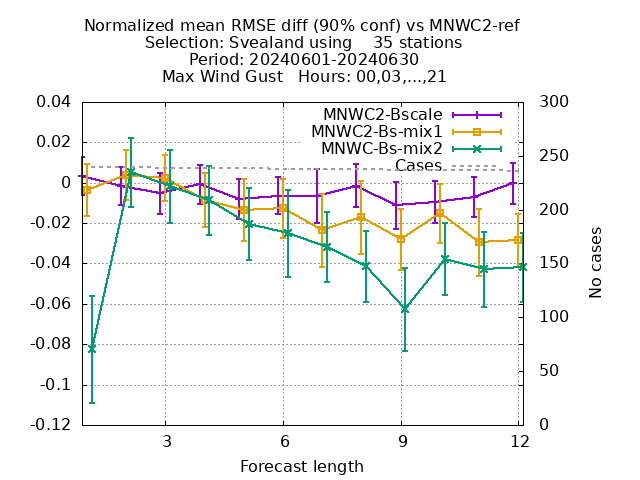 Normalized mean RMSE diff (90% conf) vs MNWC2-ref
Selection: Svealand using 35 stations
Period: 20240601-20240630
Max Wind Gust Hours: 00,03,...,21
MNWC2-Bscale
MNWC2-Bs-mix1
MNWC-Bs-mix2
Cases
0.04
0.02
0
-0.02
-0.04
-0.06
-0.08
-0.1
-0.12
300
250
200
150
100
50
0
No cases
3 6 9 12
Forecast length